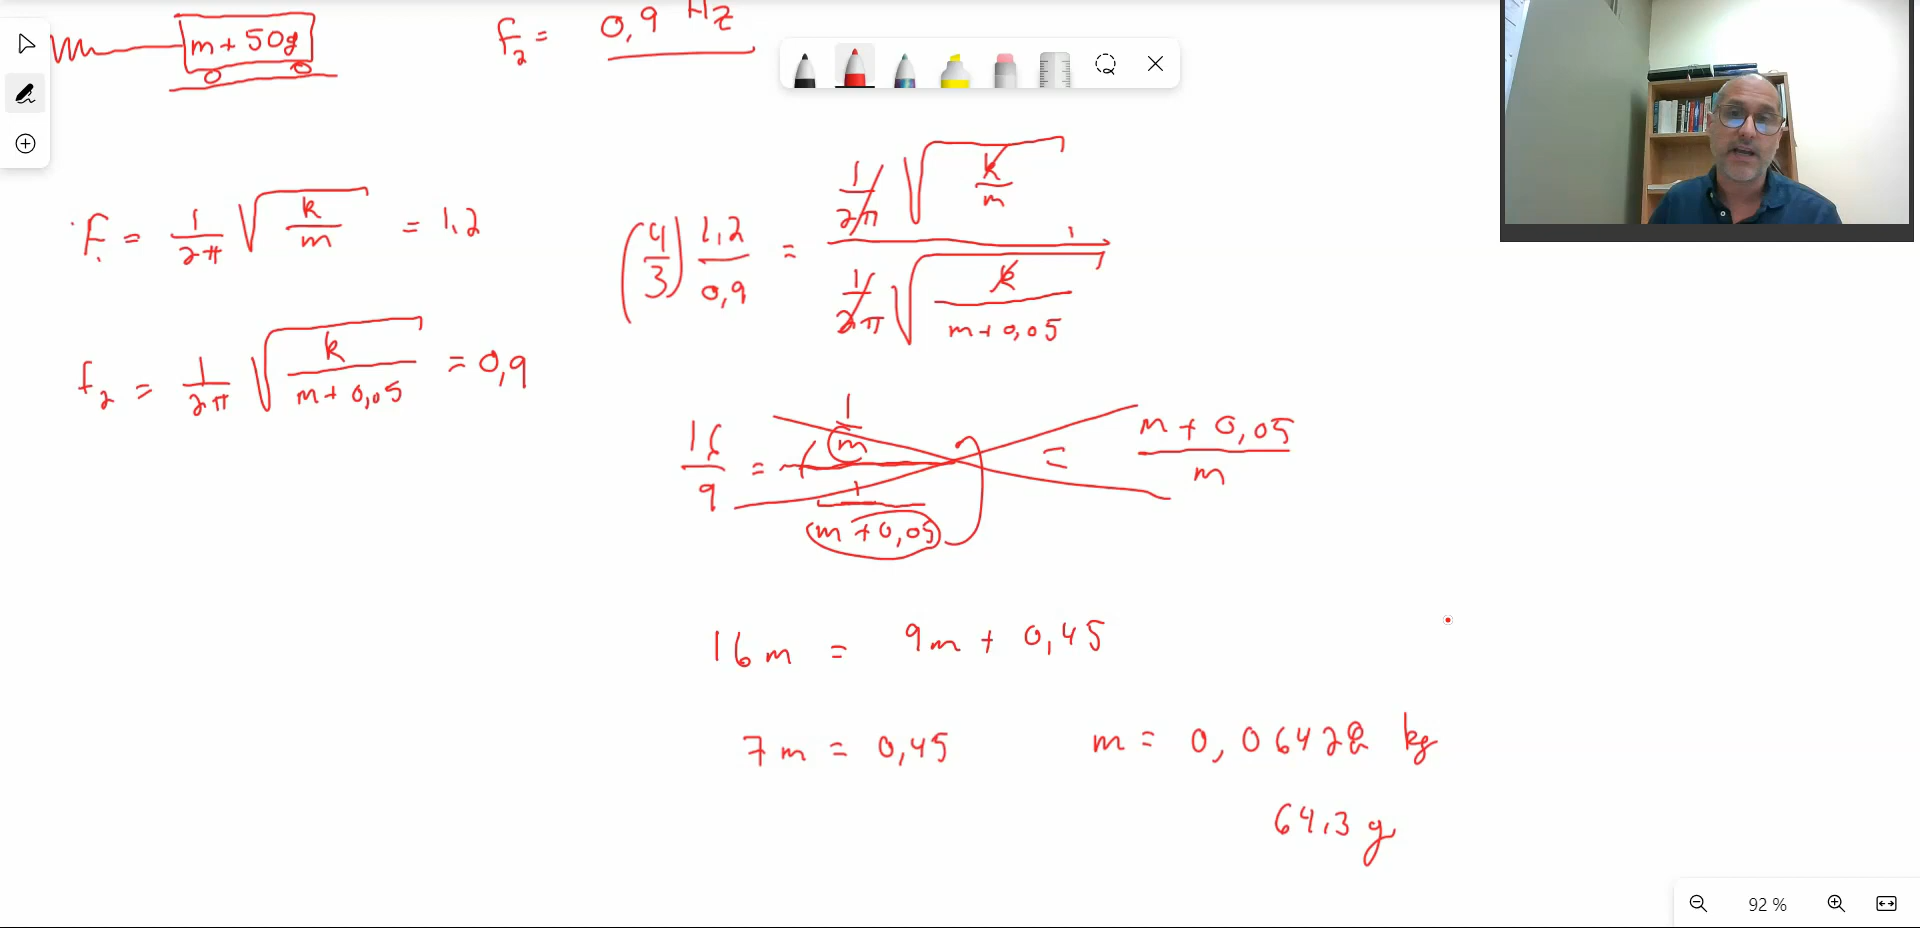 m + 50g
f₂ = 0,9 Hz
f₁ = 1/2π √(k/m) = 1,2
f₂ = 1/2π √(k/(m + 0,05)) = 0,9
(4/3) 1,2/0,9 = (1/2π √(k/m)) / (1/2π √(k/(m + 0,05)))
16/9 = (1/m) / (1/(m + 0,05)) = (m + 0,05)/m
16m = 9m + 0,45
7m = 0,45
m = 0,06428 kg
64,3 g
92 %